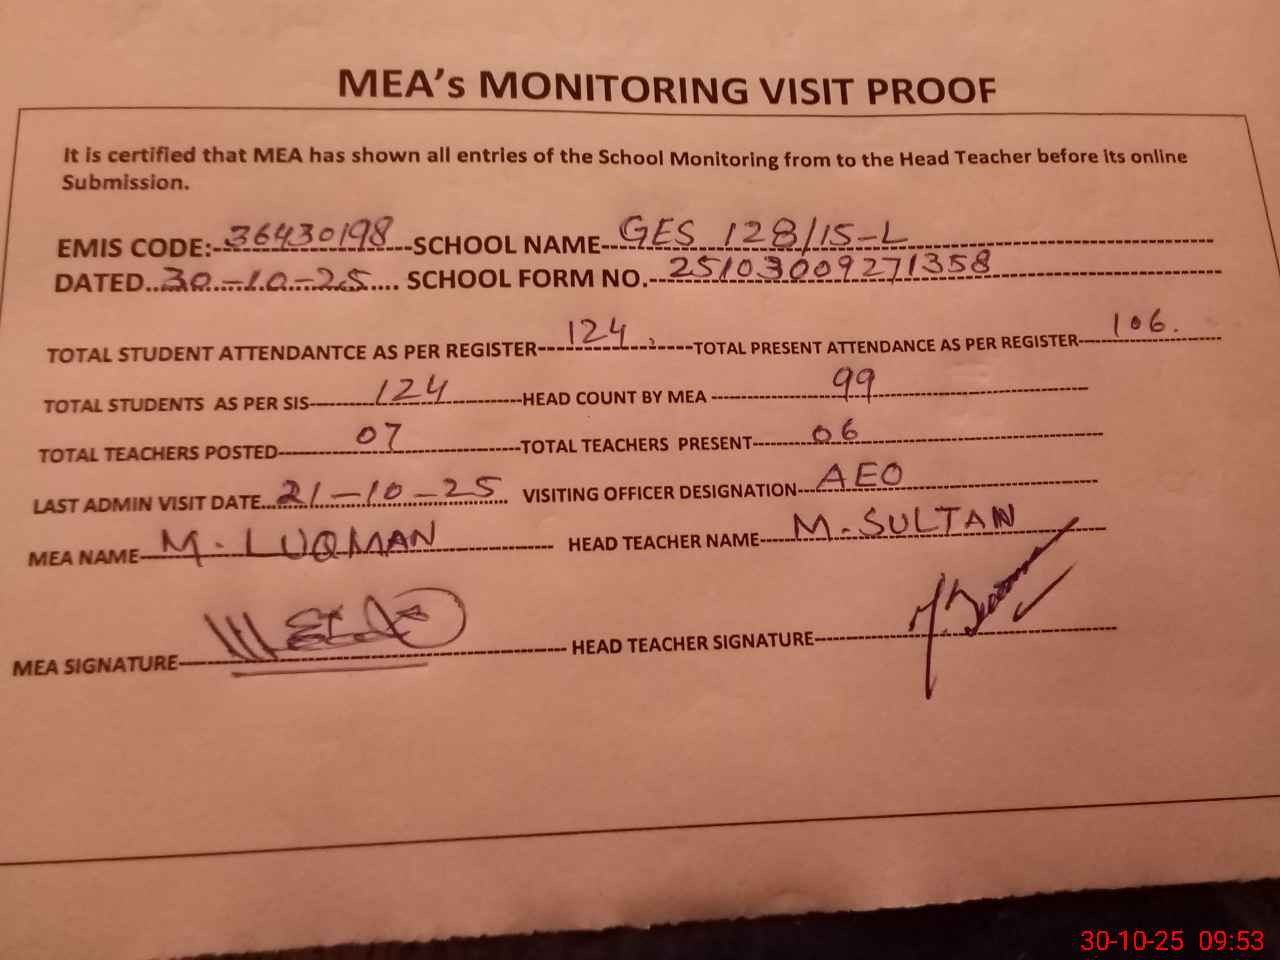 MEA's MONITORING VISIT PROOF
It is certified that MEA has shown all entries of the School Monitoring from to the Head Teacher before its online
Submission.
EMIS CODE:-36430198-SCHOOL NAME-GES 128/15-L
DATED..30-10-25.... SCHOOL FORM NO.-25103009271358
TOTAL STUDENT ATTENDANTCE AS PER REGISTER--124--TOTAL PRESENT ATTENDANCE AS PER REGISTER--106.
TOTAL STUDENTS AS PER SIS--124--HEAD COUNT BY MEA --99
TOTAL TEACHERS POSTED--07--TOTAL TEACHERS PRESENT--06
LAST ADMIN VISIT DATE...21-10-25 VISITING OFFICER DESIGNATION--AEO
MEA NAME--M. LUQMAN-- HEAD TEACHER NAME--M. SULTAN
MEA SIGNATURE-- HEAD TEACHER SIGNATURE--
30-10-25 09:53